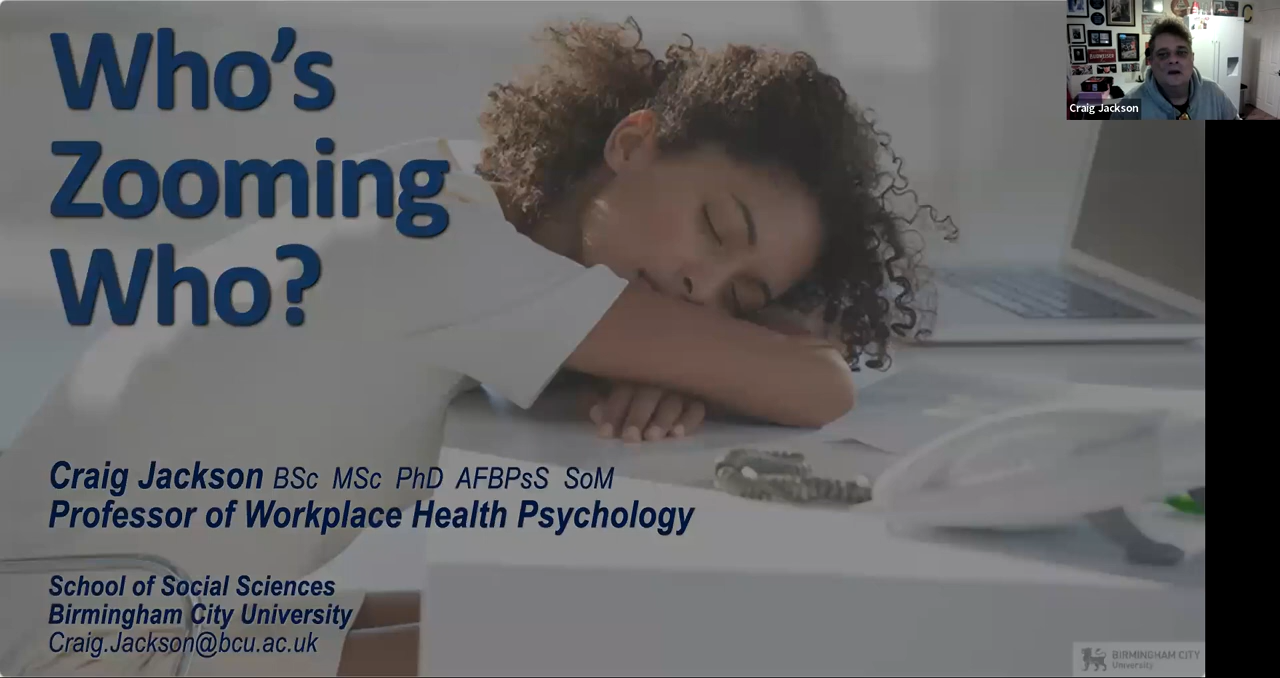 Who's
Zooming
Who?
Craig Jackson BSc MSc PhD AFBPsS SoM
Professor of Workplace Health Psychology
School of Social Sciences
Birmingham City University
Craig.Jackson@bcu.ac.uk
Craig Jackson
BIRMINGHAM CITY
University